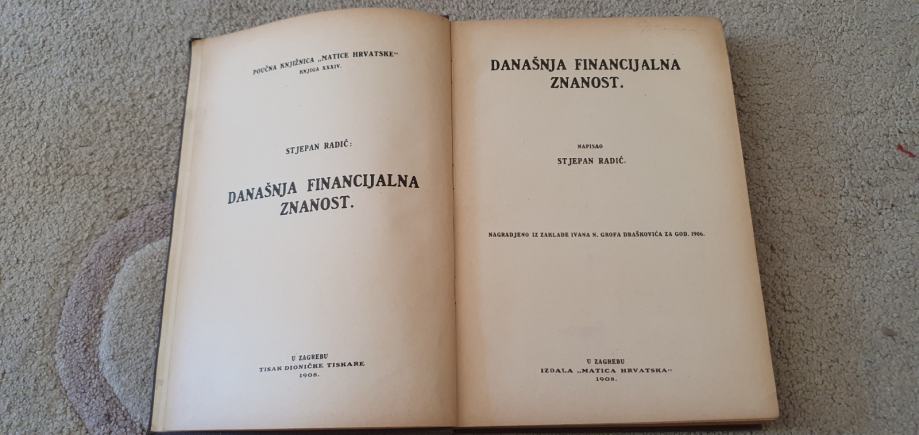 POUČNA KNJIŽNICA „MATICE HRVATSKE“
KNJIGA XXXIV.
STJEPAN RADIĆ:
DANAŠNJA FINANCIJALNA
ZNANOST.
U ZAGREBU
TISAK DIONIČKE TISKARE
1908.
DANAŠNJA FINANCIJALNA
ZNANOST.
NAPISAO
STJEPAN RADIĆ.
NAGRADJENO IZ ZAKLADE IVANA N. GROFA DRAŠKOVIĆA ZA GOD. 1906.
U ZAGREBU
IZDALA „MATICA HRVATSKA“
1908.